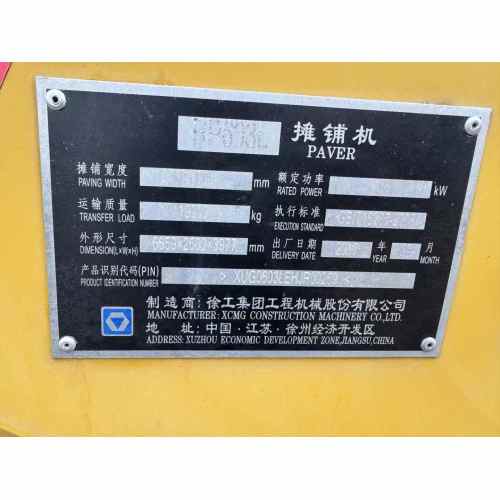 摊铺机
PAVER
摊铺宽度 mm 额定功率 kW
PAVING WIDTH RATED POWER
运输质量 kg 执行标准
TRANSFER LOAD EXECUTION STANDARD
外形尺寸 mm 出厂日期 年 月
DIMENSION(L×W×H) DELIVERY DATE YEAR MONTH
产品识别代码(PIN)
PRODUCT IDENTIFICATION NUMBER
制造商:徐工集团工程机械股份有限公司
MANUFACTURER:XCMG CONSTRUCTION MACHINERY CO.,LTD.
地 址:中国·江苏·徐州经济开发区
ADDRESS:XUZHOU ECONOMIC DEVELOPMENT ZONE,JIANGSU,CHINA